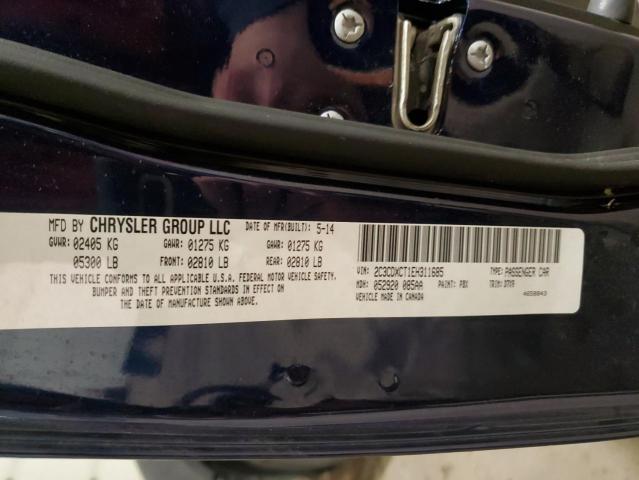 MFD BY CHRYSLER GROUP LLC DATE OF MFR(BUILT): 5-14
GVWR: 02405 KG GAWR: 01275 KG GAWR: 01275 KG
05300 LB FRONT: 02810 LB REAR: 02810 LB
THIS VEHICLE CONFORMS TO ALL APPLICABLE U.S.A. FEDERAL MOTOR VEHICLE SAFETY,
BUMPER AND THEFT PREVENTION STANDARDS IN EFFECT ON
THE DATE OF MANUFACTURE SHOWN ABOVE.
VIN: 2C3CDXCT1EH311685 TYPE: PASSENGER CAR
MDH: 052920 085AA PAINT: PBX TRIM: D7X9
VEHICLE MADE IN CANADA 4658043